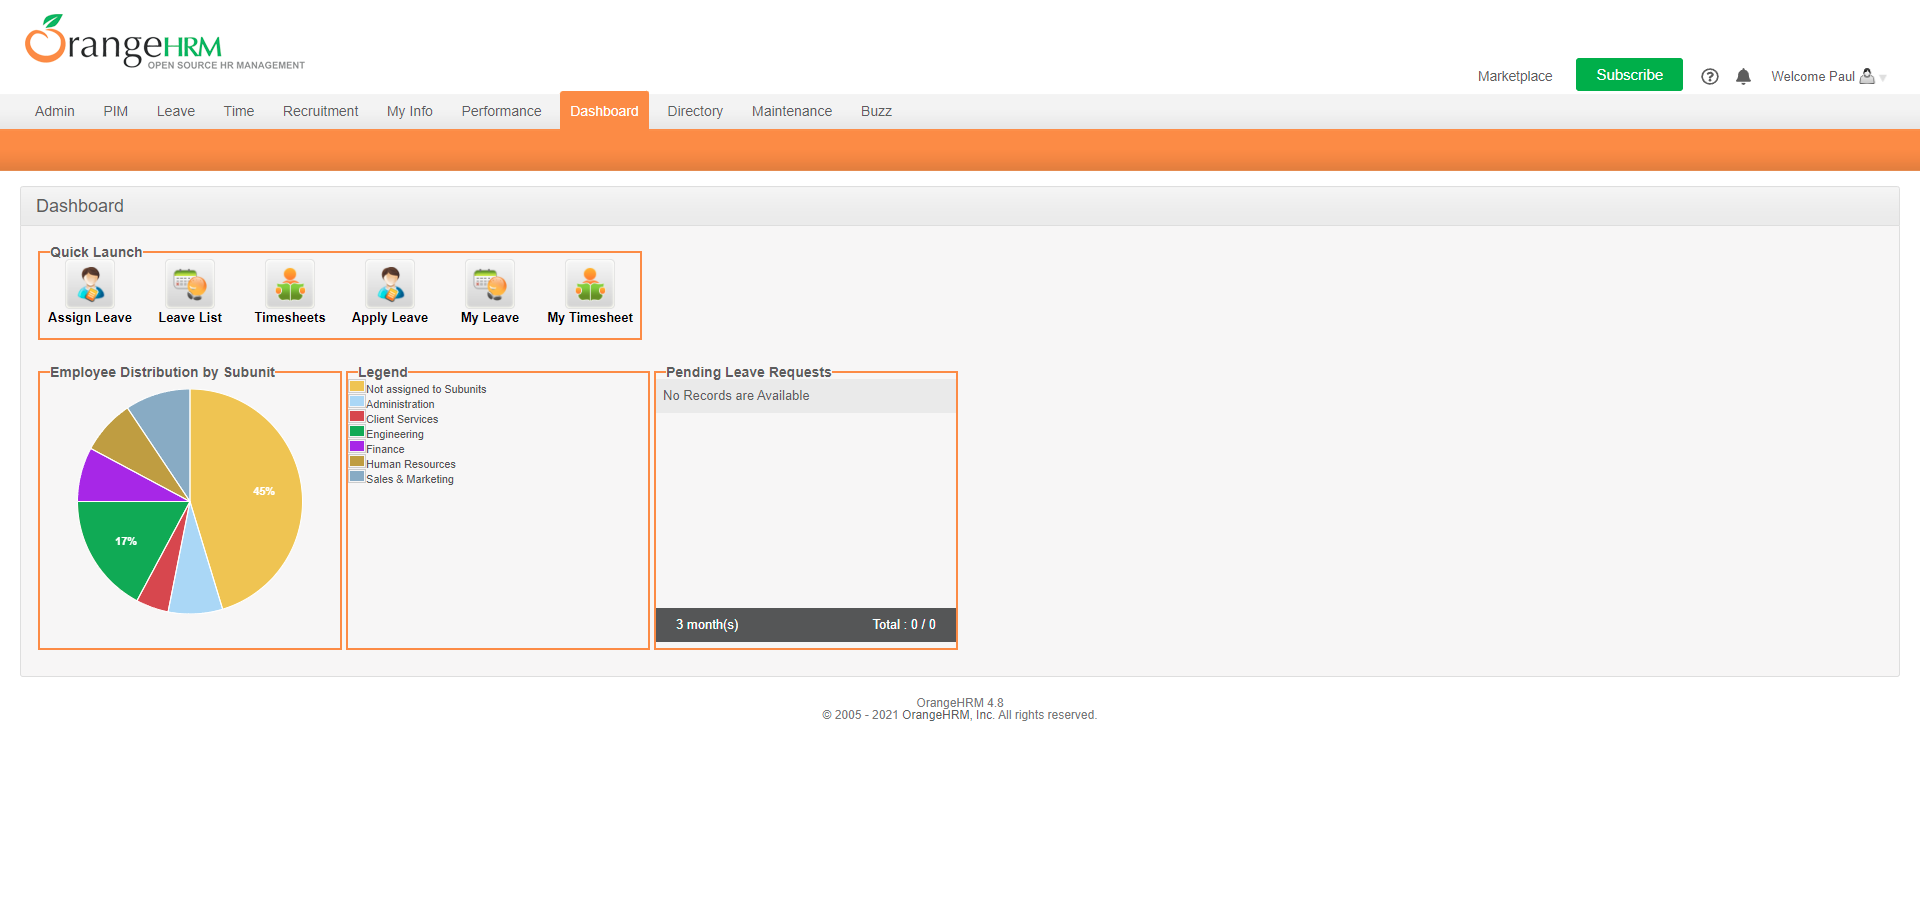 OrangeHRM
OPEN SOURCE HR MANAGEMENT
Marketplace Subscribe ? Welcome Paul
Admin PIM Leave Time Recruitment My Info Performance Dashboard Directory Maintenance Buzz
Dashboard
Quick Launch
Assign Leave Leave List Timesheets Apply Leave My Leave My Timesheet
Employee Distribution by Subunit
45%
17%
Legend
Not assigned to Subunits
Administration
Client Services
Engineering
Finance
Human Resources
Sales & Marketing
Pending Leave Requests
No Records are Available
3 month(s) Total : 0 / 0
OrangeHRM 4.8
© 2005 - 2021 OrangeHRM, Inc. All rights reserved.